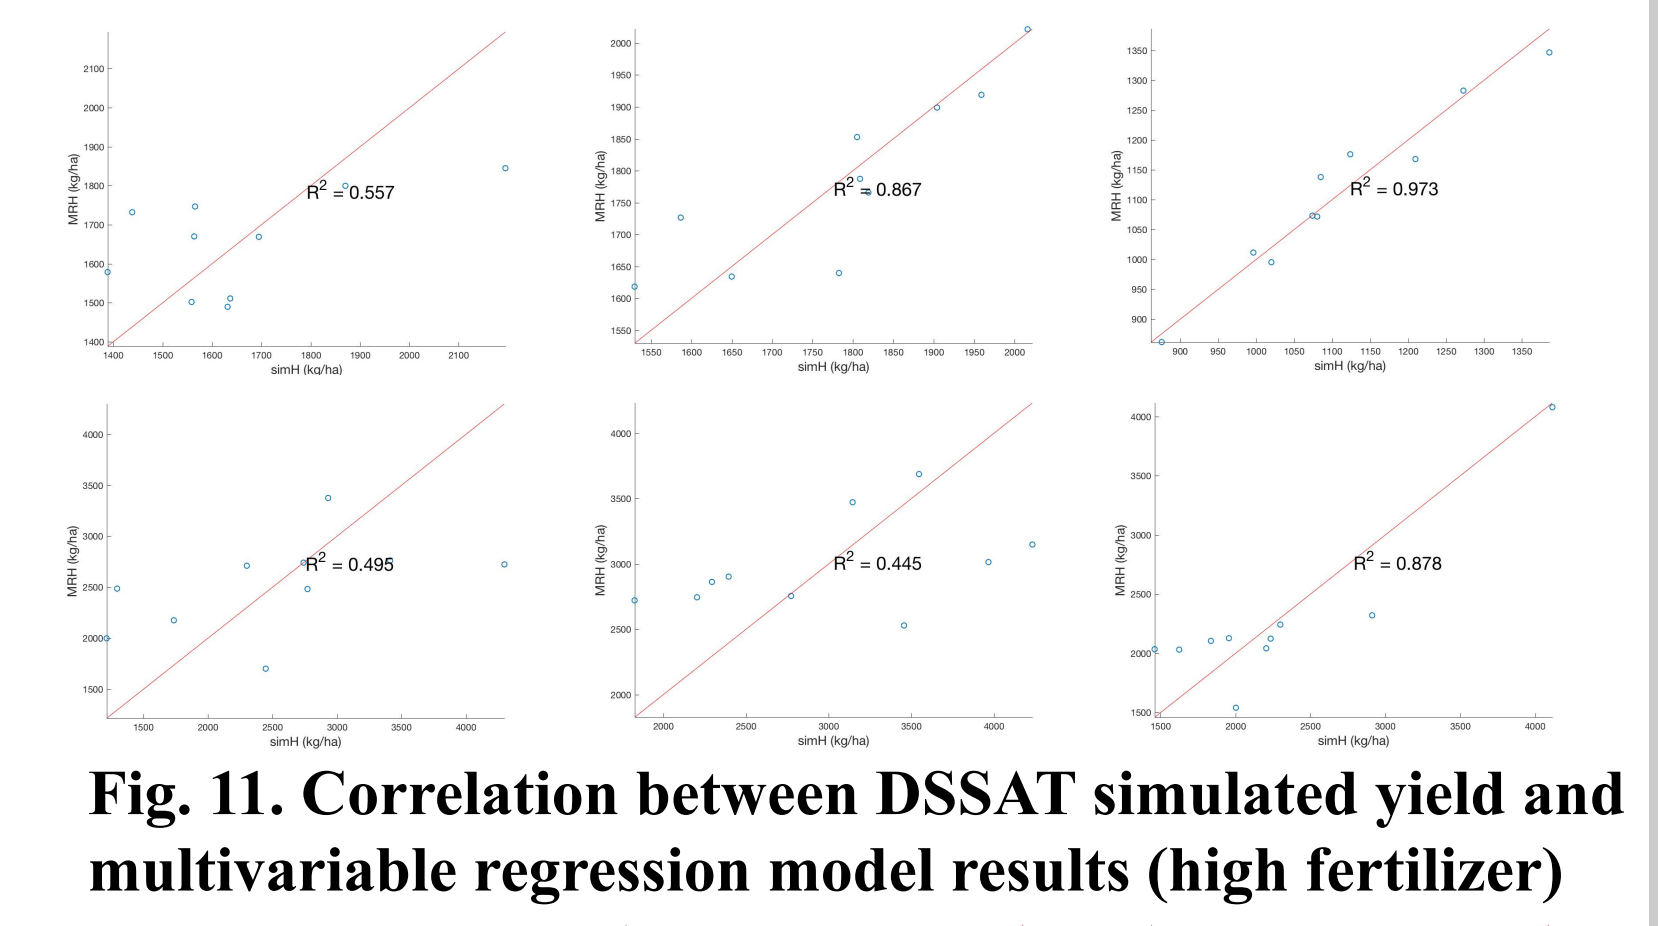 2100
2000
1900
1800
1700
1600
1500
1400
MRH (kg/ha)
R2 = 0.557
1400 1500 1600 1700 1800 1900 2000 2100
simH (kg/ha)
2000
1950
1900
1850
1800
1750
1700
1650
1600
1550
MRH (kg/ha)
R2 = 0.867
1550 1600 1650 1700 1750 1800 1850 1900 1950 2000
simH (kg/ha)
1350
1300
1250
1200
1150
1100
1050
1000
950
900
MRH (kg/ha)
R2 = 0.973
900 950 1000 1050 1100 1150 1200 1250 1300 1350
simH (kg/ha)
4000
3500
3000
2500
2000
1500
MRH (kg/ha)
R2 = 0.495
1500 2000 2500 3000 3500 4000
simH (kg/ha)
4000
3500
3000
2500
2000
MRH (kg/ha)
R2 = 0.445
2000 2500 3000 3500 4000
simH (kg/ha)
4000
3500
3000
2500
2000
1500
MRH (kg/ha)
R2 = 0.878
1500 2000 2500 3000 3500 4000
simH (kg/ha)
Fig. 11. Correlation between DSSAT simulated yield and
multivariable regression model results (high fertilizer)